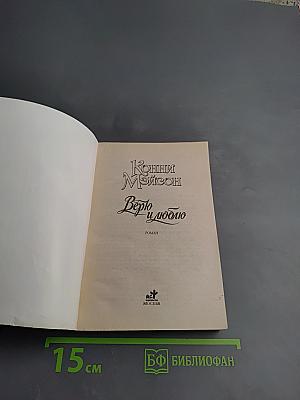 Конни
Мэйсон
Верю
и люблю
РОМАН
АСТ
МОСКВА
15 см
БФ БИБЛИОФАН